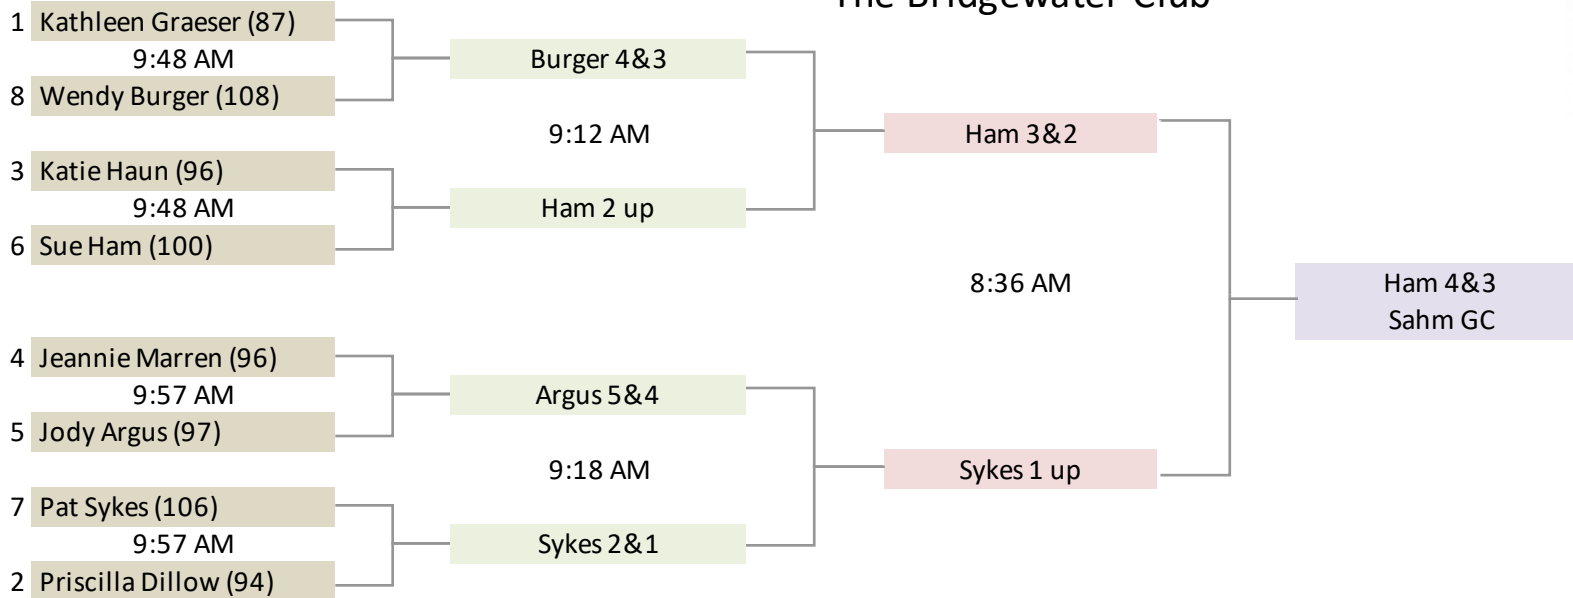 The Bridgewater Club
1 Kathleen Graeser (87)
9:48 AM
8 Wendy Burger (108)
Burger 4&3
9:12 AM
3 Katie Haun (96)
9:48 AM
6 Sue Ham (100)
Ham 2 up
Ham 3&2
8:36 AM
Ham 4&3
Sahm GC
4 Jeannie Marren (96)
9:57 AM
5 Jody Argus (97)
Argus 5&4
9:18 AM
7 Pat Sykes (106)
9:57 AM
2 Priscilla Dillow (94)
Sykes 2&1
Sykes 1 up